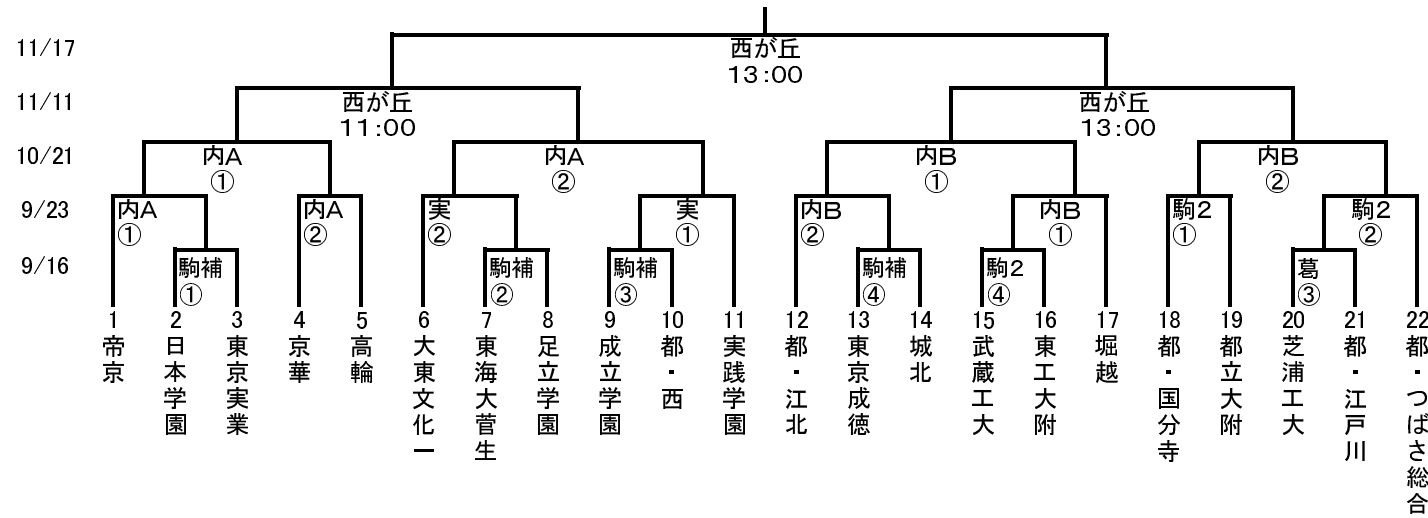 11/17
西が丘
13:00
11/11
西が丘
11:00
西が丘
13:00
10/21
内A
①
内A
②
内B
①
内B
②
9/23
内A
①
内A
②
実
②
実
①
内B
②
内B
①
駒2
①
駒2
②
9/16
駒補
①
駒補
②
駒補
③
駒補
④
駒2
④
葛
③
1
帝京
2
日本学園
3
東京実業
4
京華
5
高輪
6
大東文化一
7
東海大菅生
8
足立学園
9
成立学園
10
都・西
11
実践学園
12
都・江北
13
東京成徳
14
城北
15
武蔵工大
16
東工大附
17
堀越
18
都・国分寺
19
都立大附
20
芝浦工大
21
都・江戸川
22
都・つばさ総合